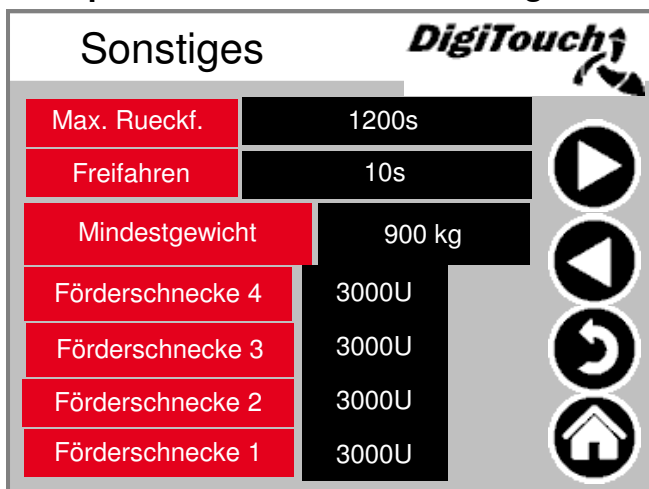 Sonstiges
DigiTouch
Max. Rueckf. 1200s
Freifahren 10s
Mindestgewicht 900 kg
Förderschnecke 4 3000U
Förderschnecke 3 3000U
Förderschnecke 2 3000U
Förderschnecke 1 3000U